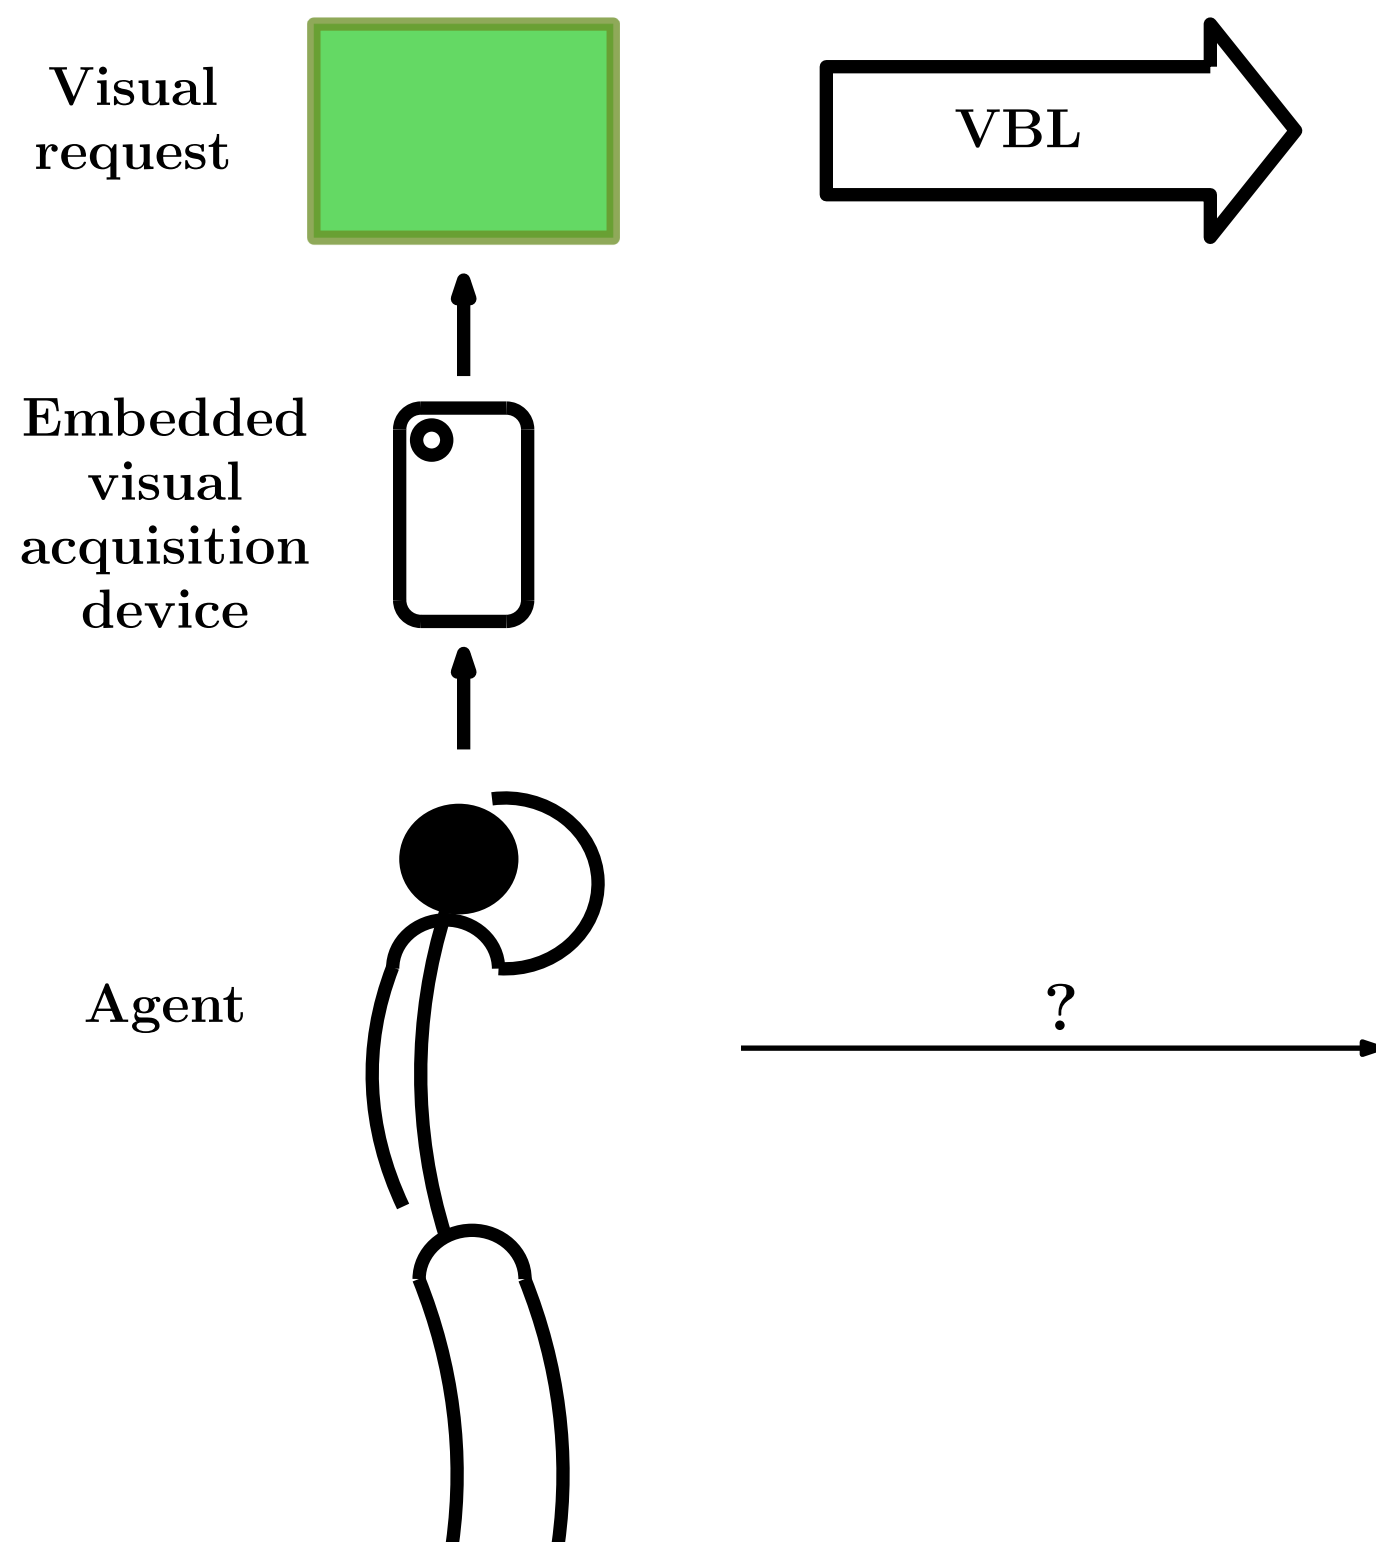 Visual
request
VBL
Embedded
visual
acquisition
device
Agent
?